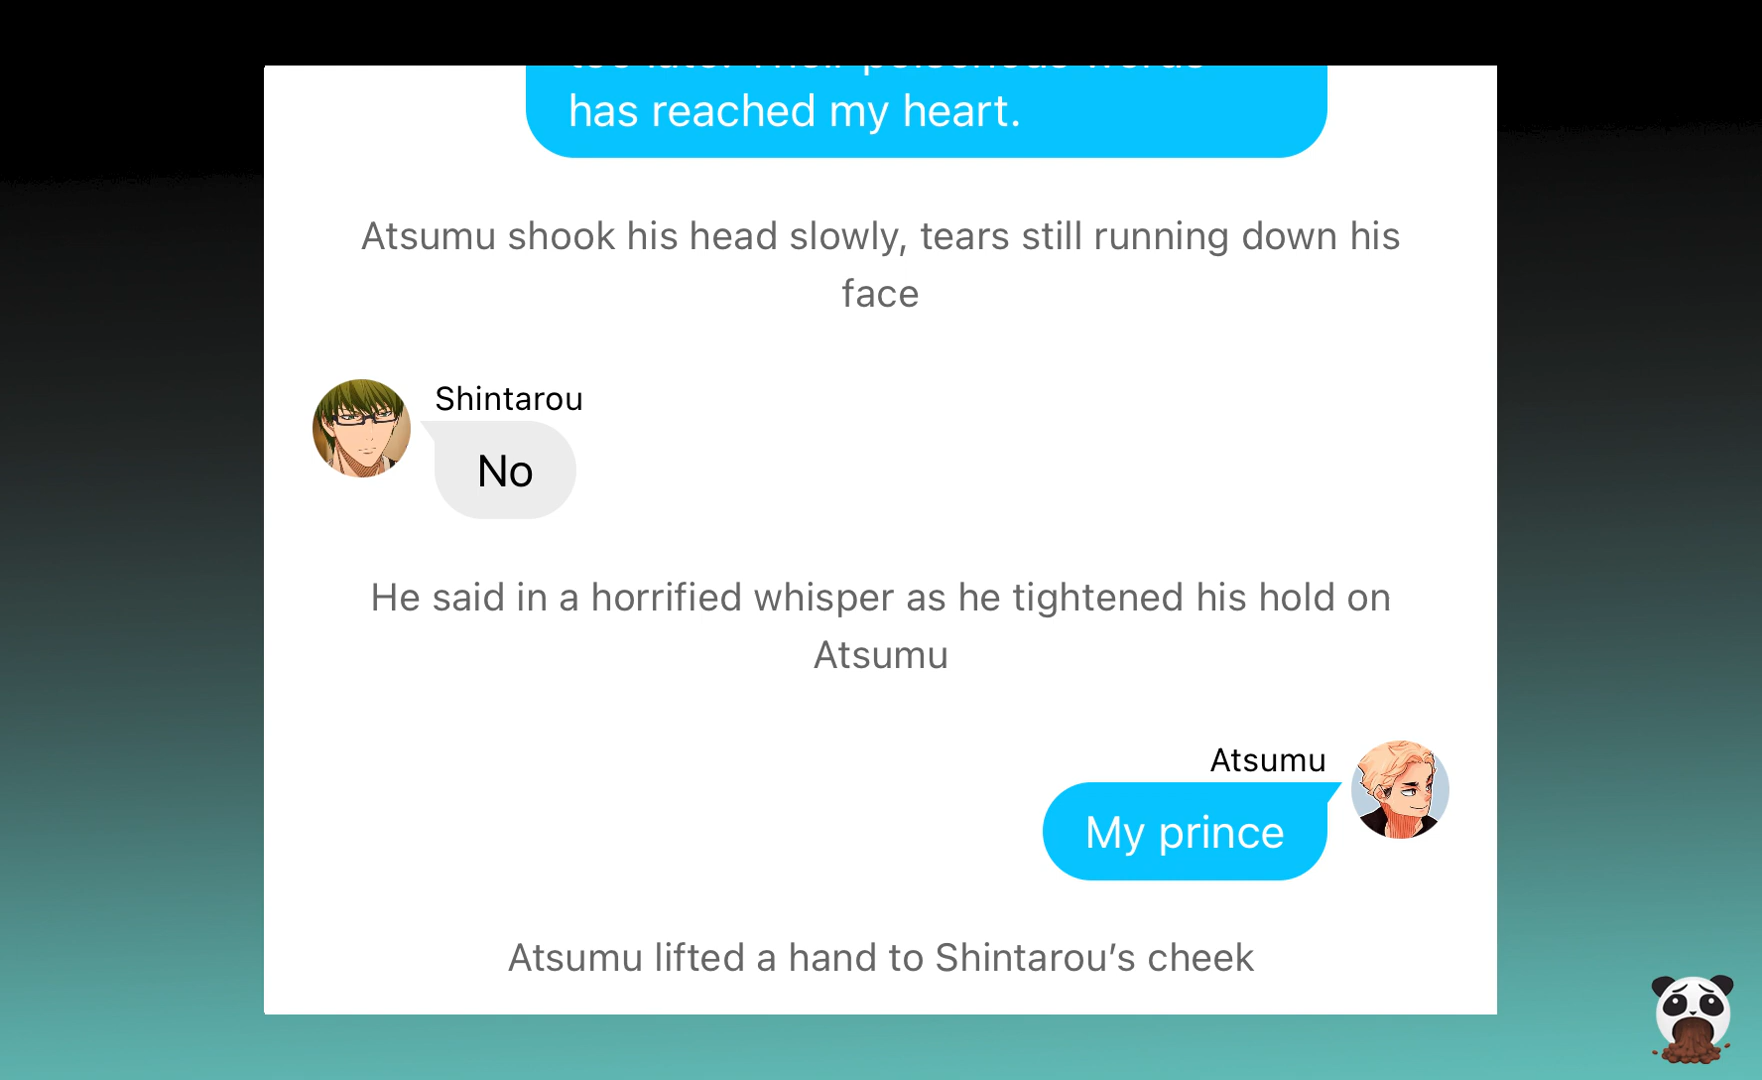 has reached my heart.
Atsumu shook his head slowly, tears still running down his
face
Shintarou
No
He said in a horrified whisper as he tightened his hold on
Atsumu
Atsumu
My prince
Atsumu lifted a hand to Shintarou’s cheek